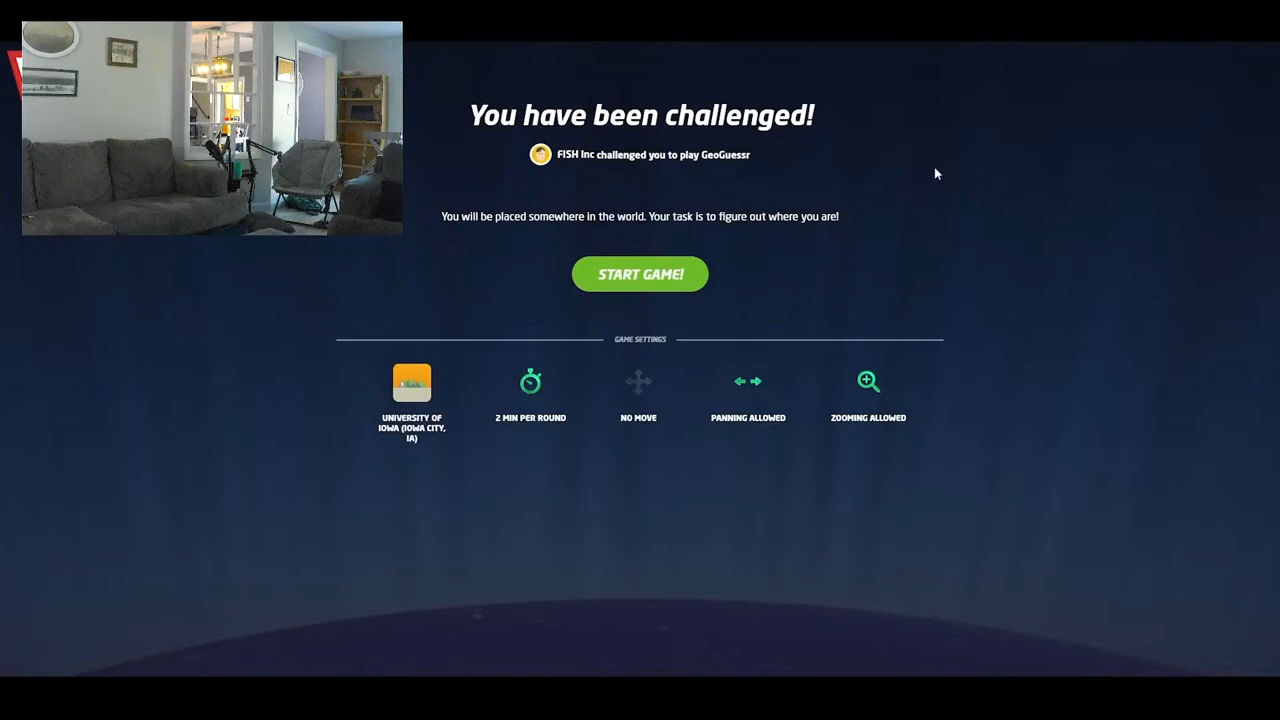 You have been challenged!
FISH Inc challenged you to play GeoGuessr
You will be placed somewhere in the world. Your task is to figure out where you are!
START GAME!
GAME SETTINGS
UNIVERSITY OF
IOWA (IOWA CITY,
IA)
2 MIN PER ROUND
NO MOVE
PANNING ALLOWED
ZOOMING ALLOWED